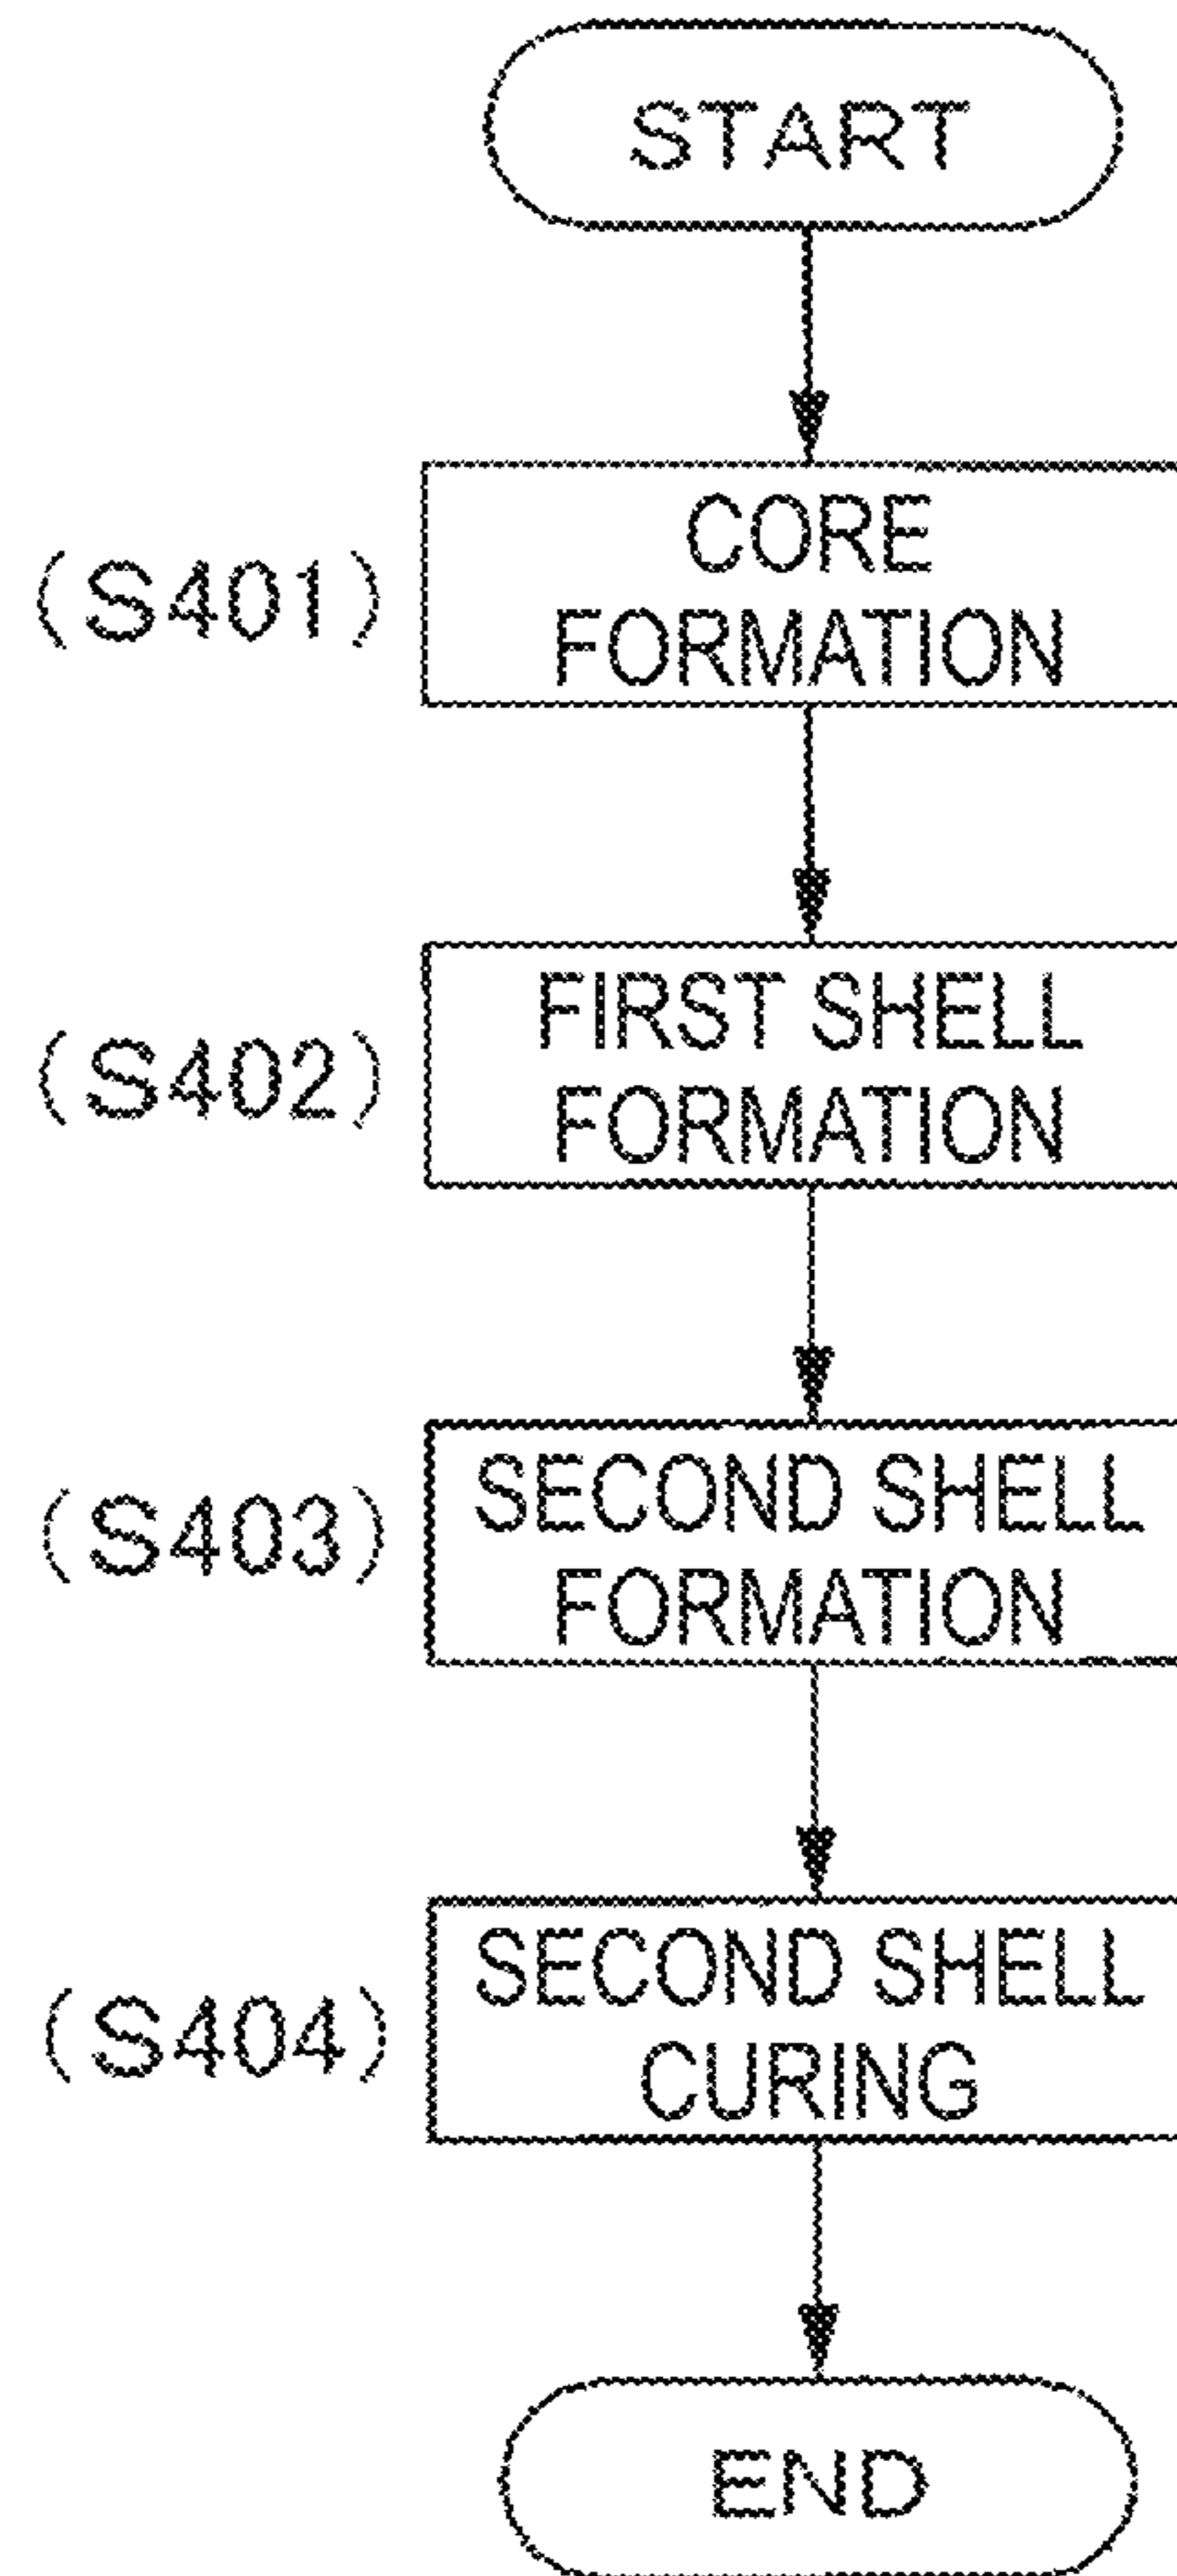 START
(S401)
CORE
FORMATION
(S402)
FIRST SHELL
FORMATION
(S403)
SECOND SHELL
FORMATION
(S404)
SECOND SHELL
CURING
END